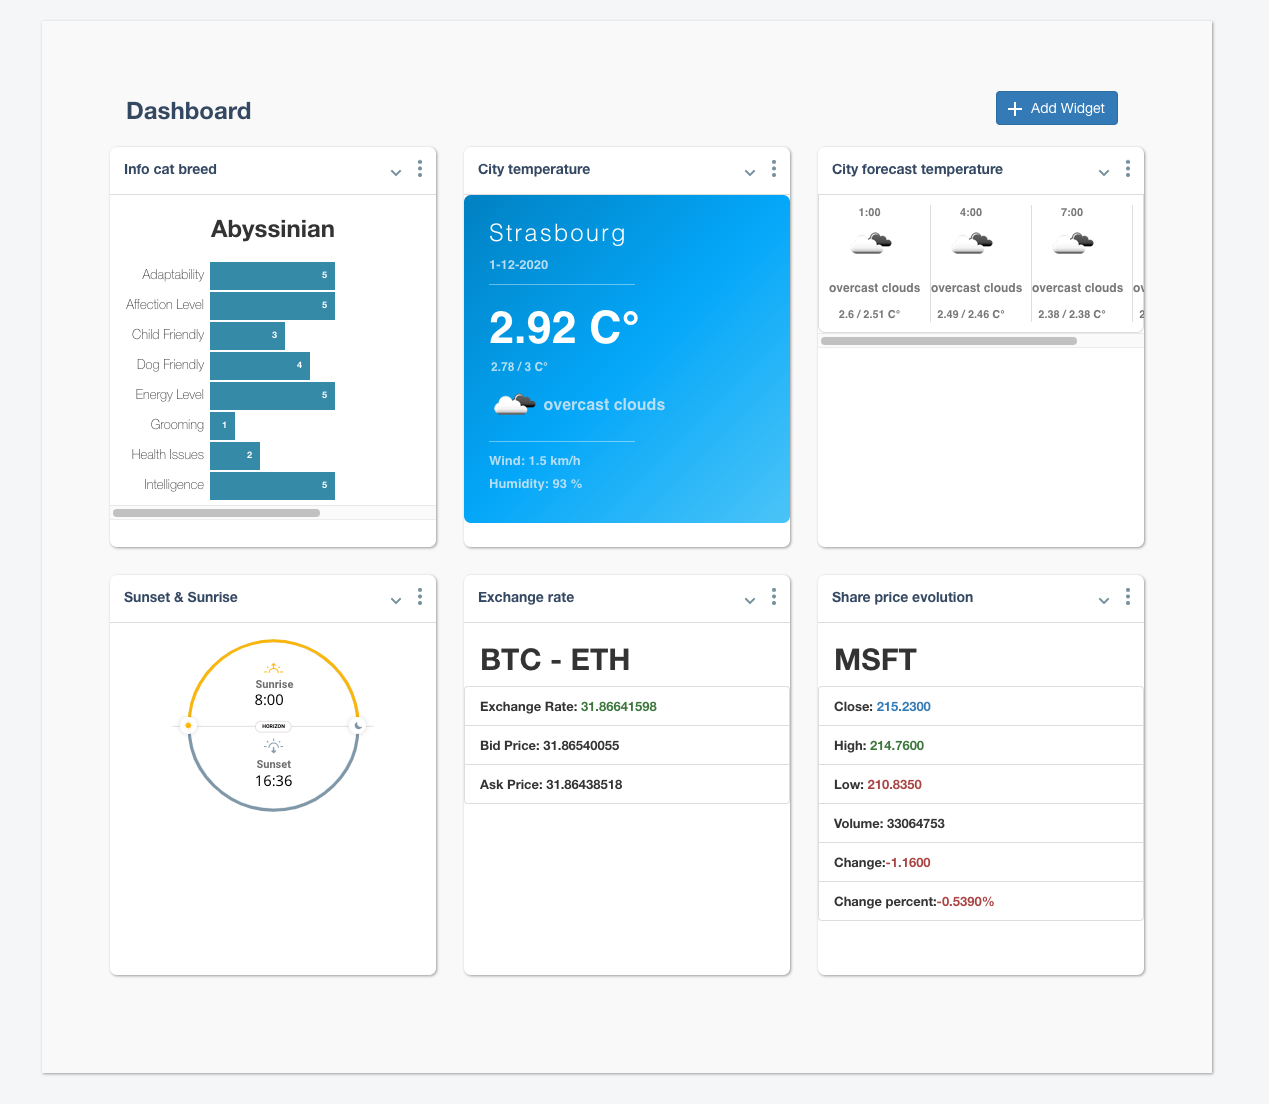 Dashboard
Add Widget
Info cat breed
Abyssinian
Adaptability 5
Affection Level 5
Child Friendly 3
Dog Friendly 4
Energy Level 5
Grooming 1
Health Issues 2
Intelligence 5
City temperature
Strasbourg
1-12-2020
2.92 C°
2.78 / 3 C°
overcast clouds
Wind: 1.5 km/h
Humidity: 93 %
City forecast temperature
1:00
overcast clouds
2.6 / 2.51 C°
4:00
overcast clouds
2.49 / 2.46 C°
7:00
overcast clouds
2.38 / 2.38 C°
Sunset & Sunrise
Sunrise
8:00
HORIZON
Sunset
16:36
Exchange rate
BTC - ETH
Exchange Rate: 31.86641598
Bid Price: 31.86540055
Ask Price: 31.86438518
Share price evolution
MSFT
Close: 215.2300
High: 214.7600
Low: 210.8350
Volume: 33064753
Change:-1.1600
Change percent:-0.5390%